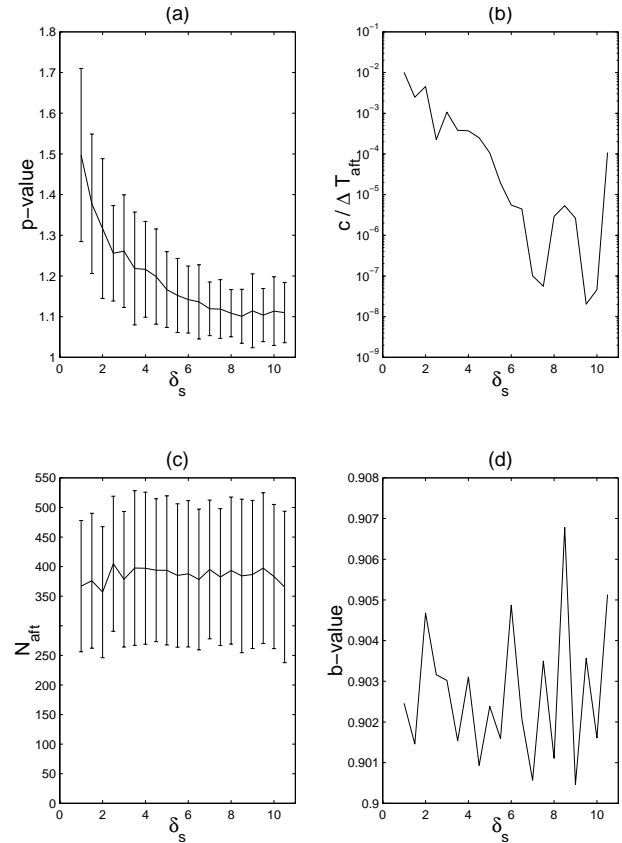 (a)
p−value
1.8
1.7
1.6
1.5
1.4
1.3
1.2
1.1
1
0 2 4 6 8 10
δs
(b)
c / Δ Taft
10−1
10−2
10−3
10−4
10−5
10−6
10−7
10−8
10−9
0 2 4 6 8 10
δs
(c)
Naft
550
500
450
400
350
300
250
200
150
100
50
0
0 2 4 6 8 10
δs
(d)
b−value
0.908
0.907
0.906
0.905
0.904
0.903
0.902
0.901
0.9
0 2 4 6 8 10
δs